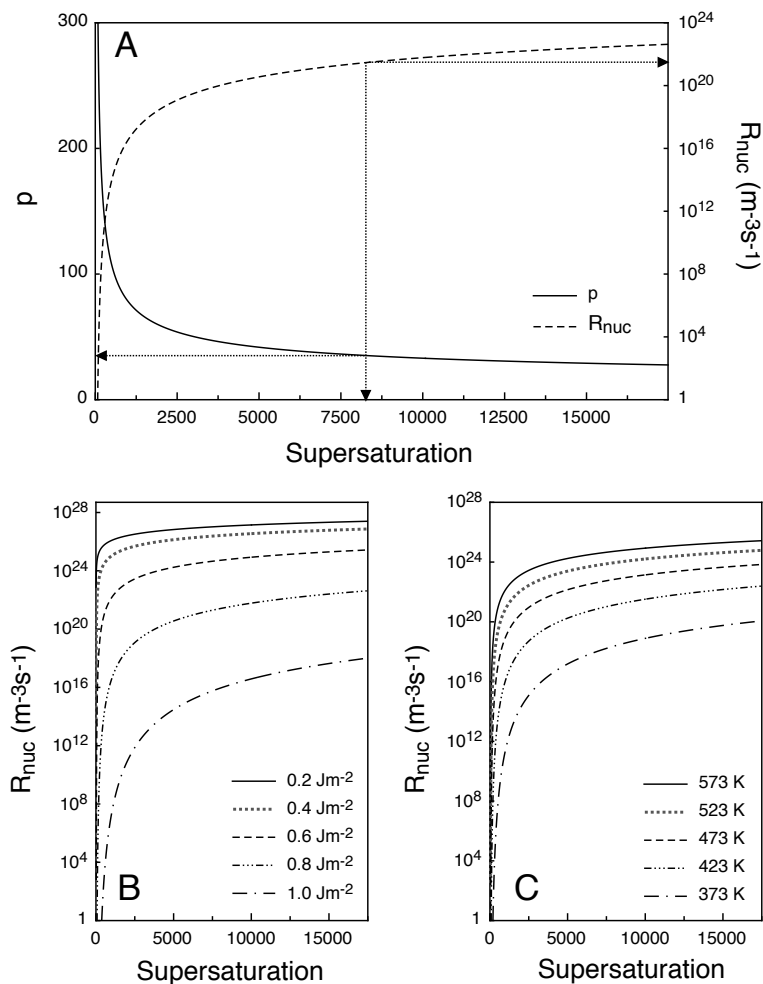 A
300
200
100
0
p
10^24
10^20
10^16
10^12
10^8
10^4
1
Rnuc (m-3s-1)
p
Rnuc
0 2500 5000 7500 10000 12500 15000
Supersaturation
10^28
10^24
10^20
10^16
10^12
10^8
10^4
1
Rnuc (m-3s-1)
0.2 Jm-2
0.4 Jm-2
0.6 Jm-2
0.8 Jm-2
1.0 Jm-2
B
0 5000 10000 15000
Supersaturation
10^28
10^24
10^20
10^16
10^12
10^8
10^4
1
Rnuc (m-3s-1)
573 K
523 K
473 K
423 K
373 K
C
0 5000 10000 15000
Supersaturation